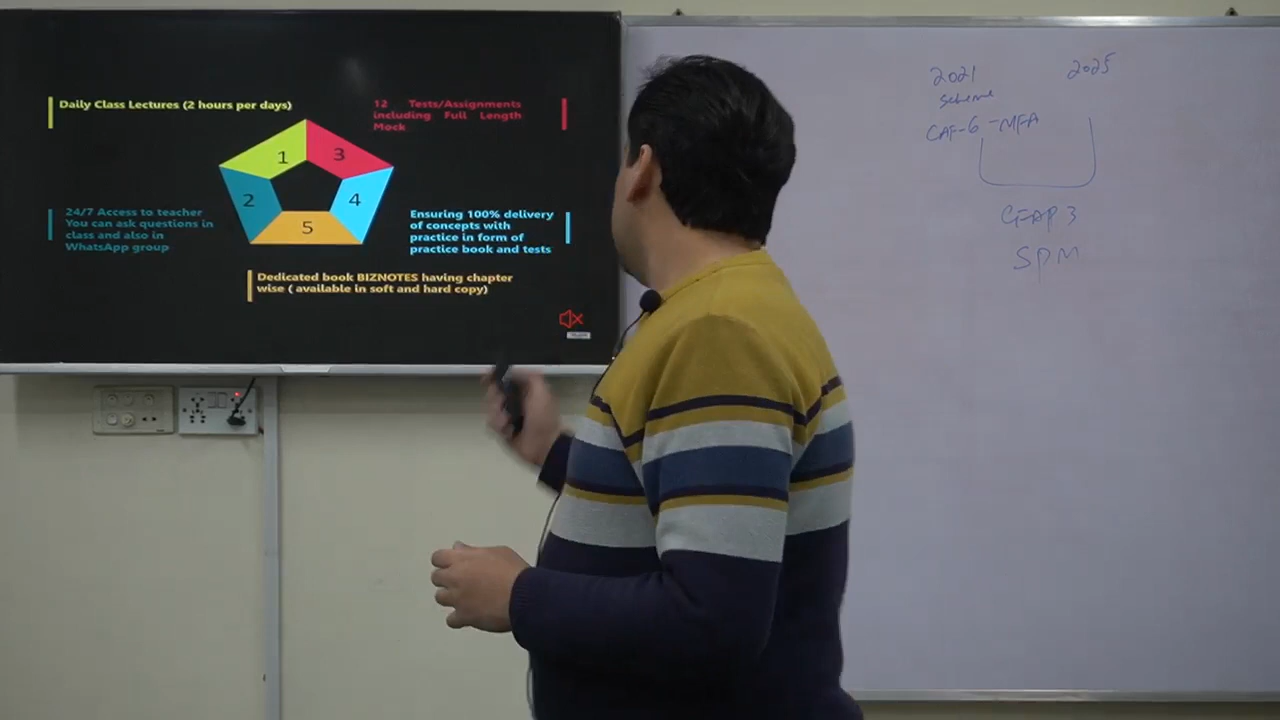 Daily Class Lectures (2 hours per days)
12 Tests/Assignments
including Full Length
Mock
1
3
2
4
5
24/7 Access to teacher
You can ask questions in
class and also in
WhatsApp group
Ensuring 100% delivery
of concepts with
practice in form of
practice book and tests
Dedicated book BIZNOTES having chapter
wise ( available in soft and hard copy)
2021
2025
Scheme
CAF-6 -MFA
CFAP 3
SPM